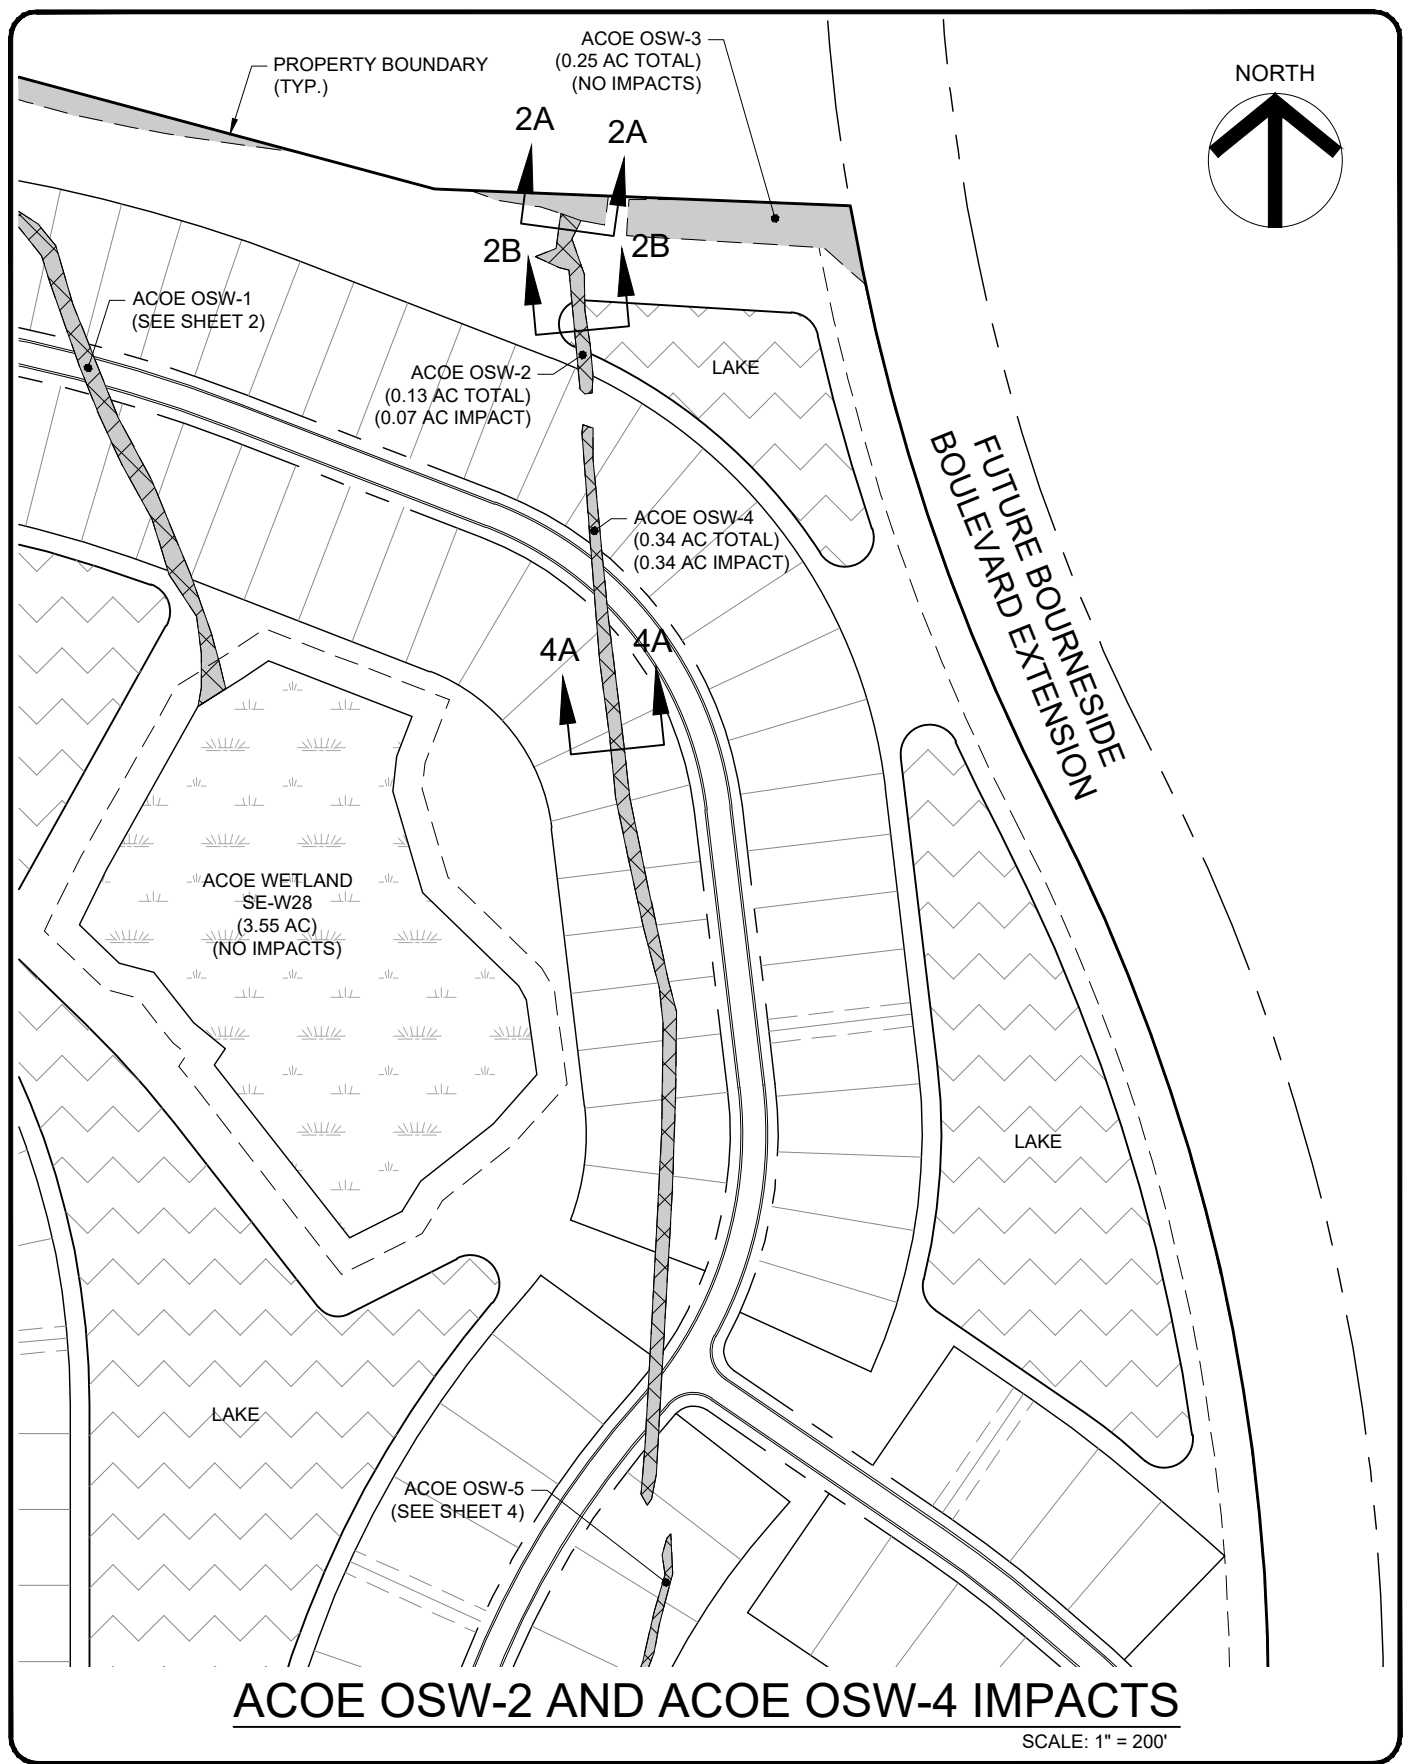 ACOE OSW-3
(0.25 AC TOTAL)
(NO IMPACTS)
PROPERTY BOUNDARY
(TYP.)
NORTH
2A
2A
2B
2B
ACOE OSW-1
(SEE SHEET 2)
LAKE
ACOE OSW-2
(0.13 AC TOTAL)
(0.07 AC IMPACT)
FUTURE BOURNESIDE
BOULEVARD EXTENSION
ACOE OSW-4
(0.34 AC TOTAL)
(0.34 AC IMPACT)
4A
4A
ACOE WETLAND
SE-W28
(3.55 AC)
(NO IMPACTS)
LAKE
LAKE
ACOE OSW-5
(SEE SHEET 4)
ACOE OSW-2 AND ACOE OSW-4 IMPACTS
SCALE: 1" = 200'